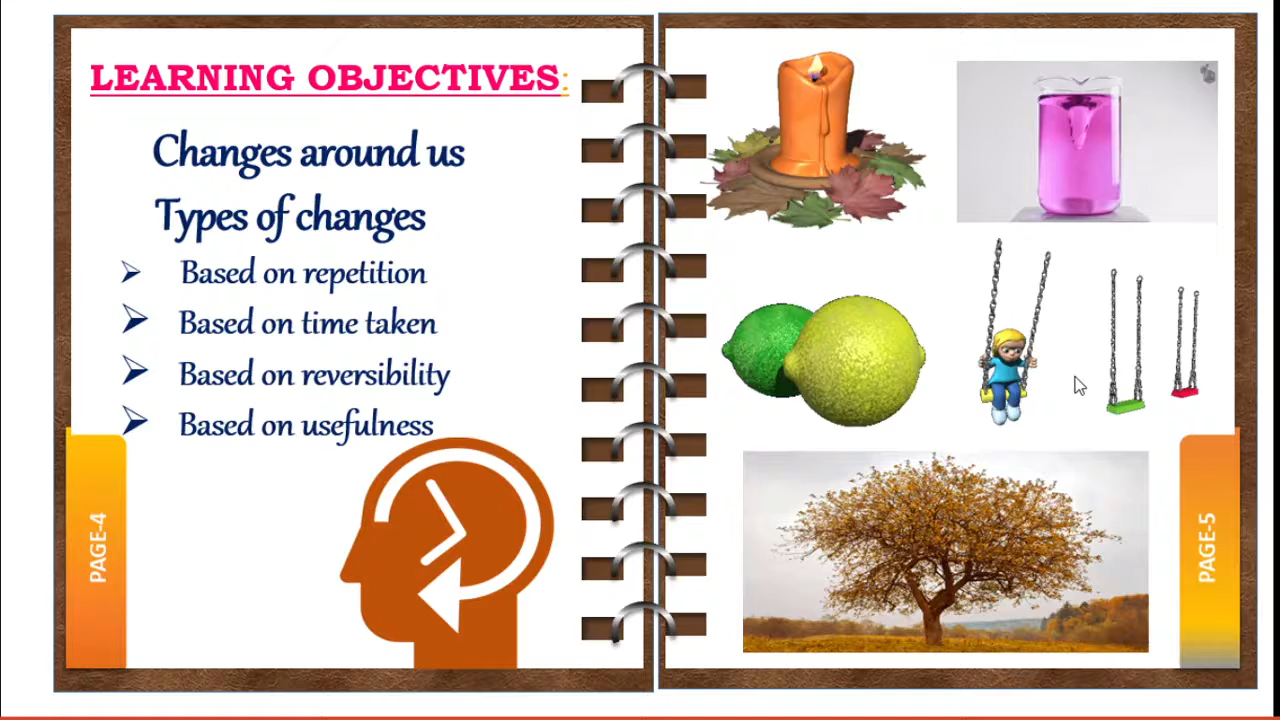 LEARNING OBJECTIVES:
Changes around us
Types of changes
➢ Based on repetition
➢ Based on time taken
➢ Based on reversibility
➢ Based on usefulness
PAGE-4
PAGE-5